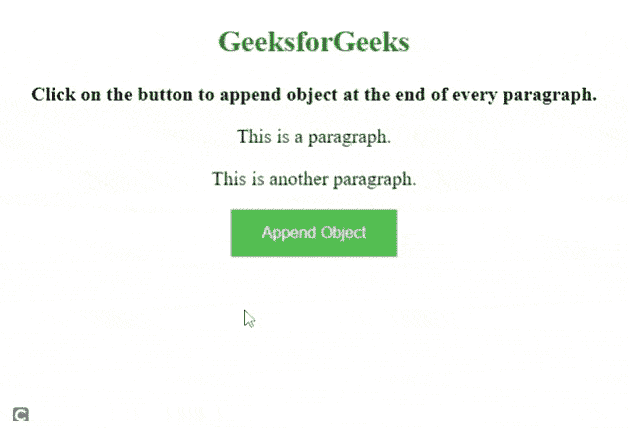 GeeksforGeeks
Click on the button to append object at the end of every paragraph.
This is a paragraph.
This is another paragraph.
Append Object
C